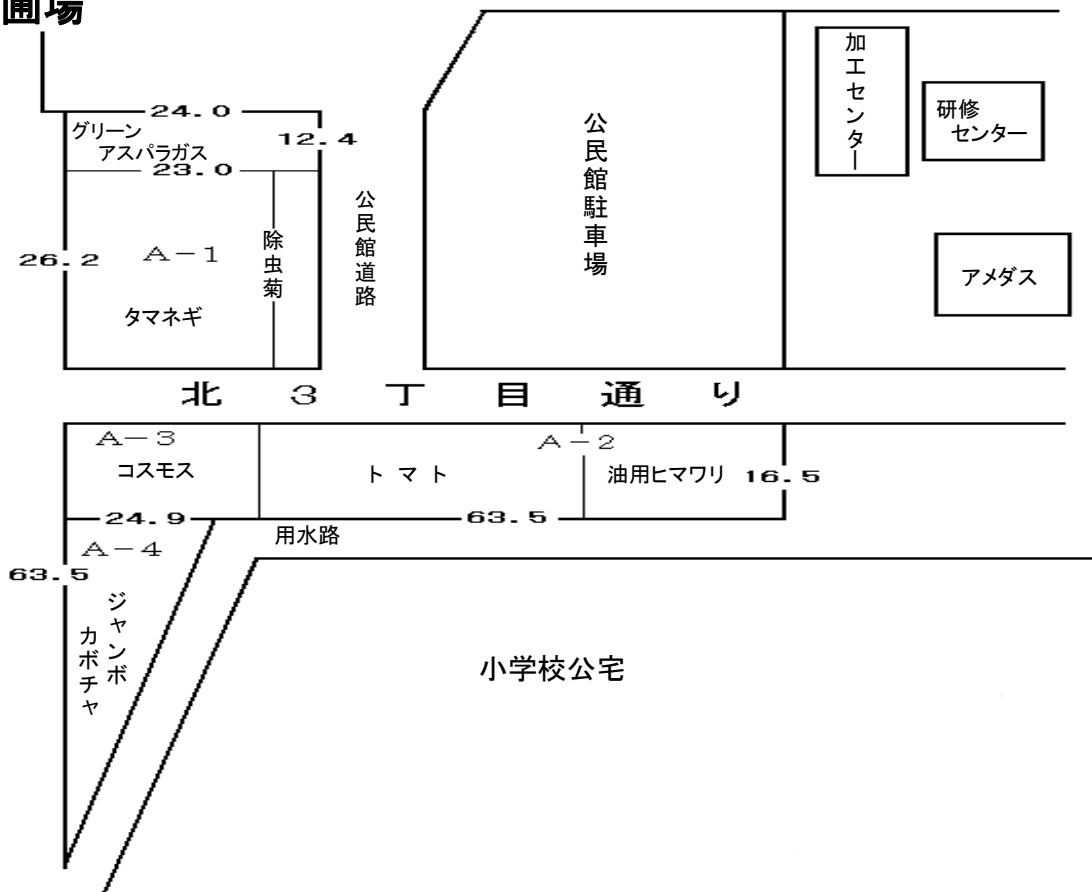 圃場
24.0
グリーン
アスパラガス
12.4
23.0
26.2
A-1
タマネギ
除虫菊
公民館道路
公民館駐車場
加工センター
研修
センター
アメダス
北3丁目通り
A-3
コスモス
トマト
A-2
油用ヒマワリ
16.5
24.9
63.5
用水路
A-4
63.5
ジャンボ
カボチャ
小学校公宅